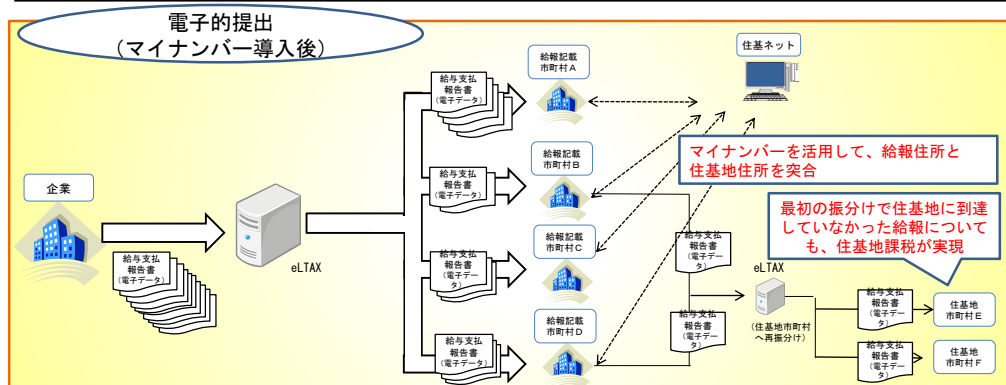 電子的提出
(マイナンバー導入後)
企業
給与支払
報告書
(電子データ)
eLTAX
給与支払
報告書
(電子データ)
給与支払
報告書
(電子データ)
給与支払
報告書
(電子デー
タ)
給与支払
報告書
(電子データ)
給報記載
市町村A
給報記載
市町村B
給報記載
市町村C
給報記載
市町村D
住基ネット
マイナンバーを活用して、給報住所と
住基地住所を突合
最初の振分けで住基地に到達
していなかった給報について
も、住基地課税が実現
給与支払
報告書
(電子デー
タ)
給与支払
報告書
(電子デー
タ)
eLTAX
(住基地市町村
へ再振分け)
給与支払
報告書
(電子デー
タ)
給与支払
報告書
(電子デー
タ)
住基地
市町村E
住基地
市町村F